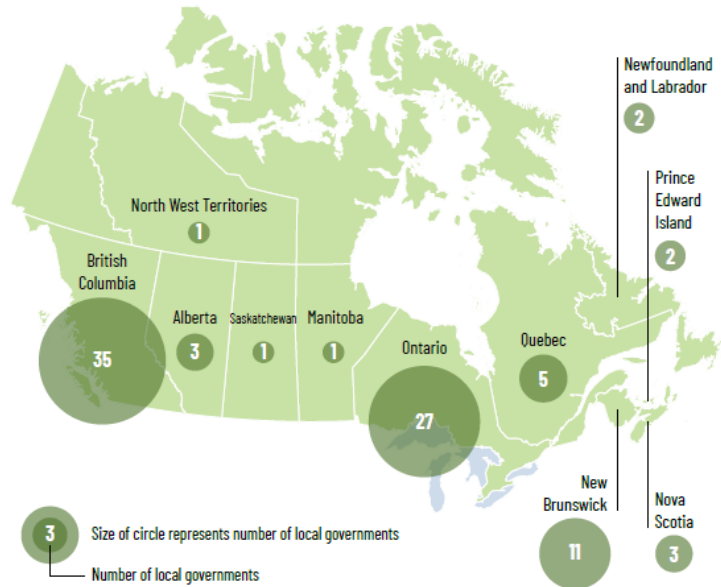 Newfoundland
and Labrador
2
Prince
Edward
Island
2
North West Territories
1
British
Columbia
35
Alberta
3
Saskatchewan
1
Manitoba
1
Ontario
27
Quebec
5
New
Brunswick
11
Nova
Scotia
3
3
Size of circle represents number of local governments
Number of local governments